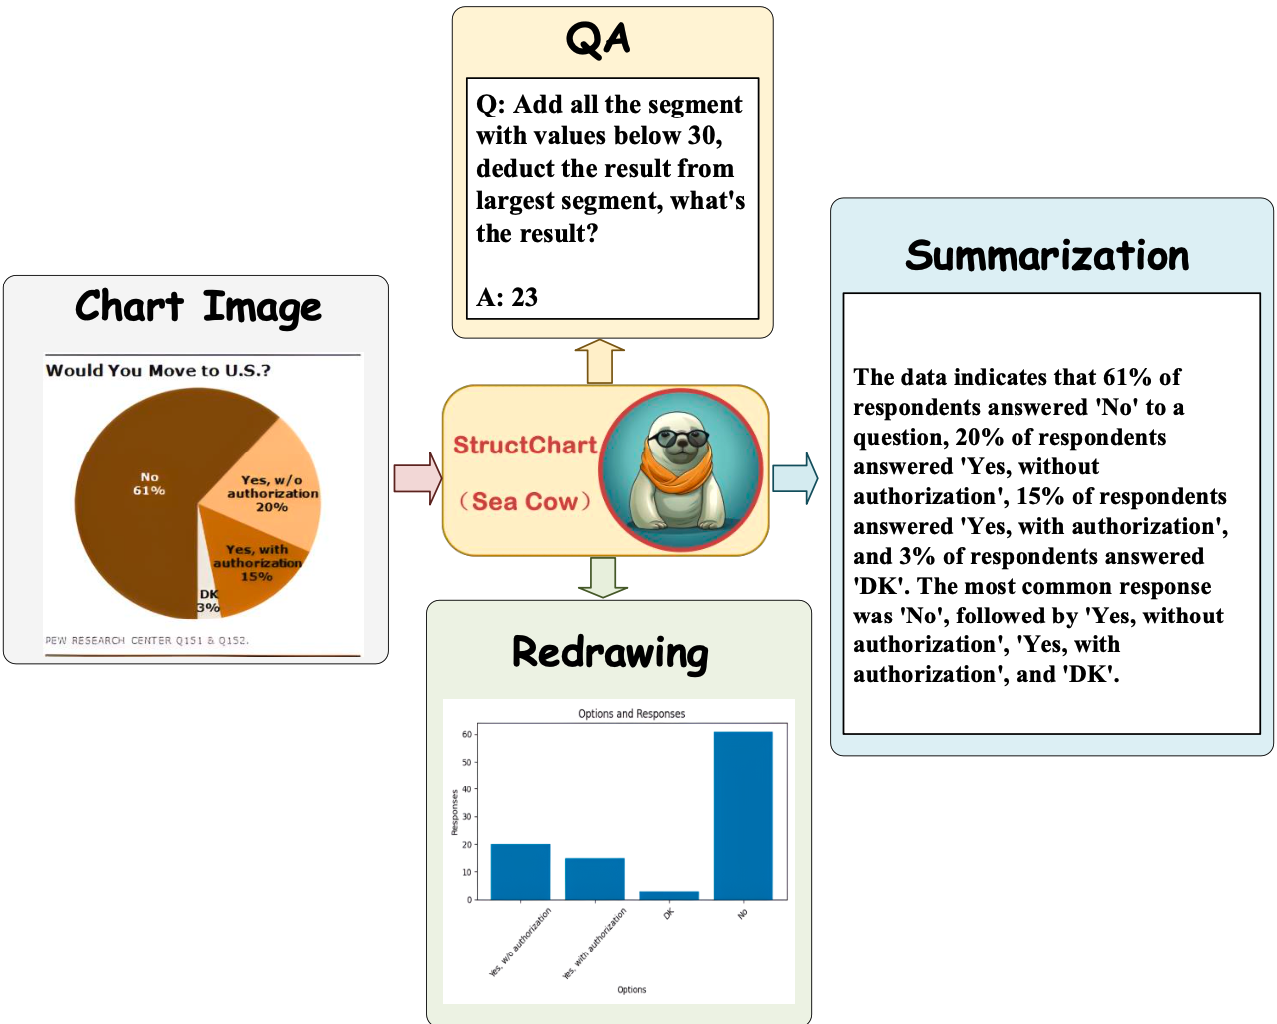 QA
Q: Add all the segment
with values below 30,
deduct the result from
largest segment, what's
the result?
A: 23
Summarization
The data indicates that 61% of
respondents answered 'No' to a
question, 20% of respondents
answered 'Yes, without
authorization', 15% of respondents
answered 'Yes, with authorization',
and 3% of respondents answered
'DK'. The most common response
was 'No', followed by 'Yes, without
authorization', 'Yes, with
authorization', and 'DK'.
Chart Image
Would You Move to U.S.?
No
61%
Yes, w/o
authorization
20%
Yes, with
authorization
15%
DK
3%
PEW RESEARCH CENTER Q151 & Q152.
StructChart
（Sea Cow）
Redrawing
Options and Responses
Responses
60
50
40
30
20
10
0
Yes, w/o authorization
Yes, with authorization
DK
No
Options